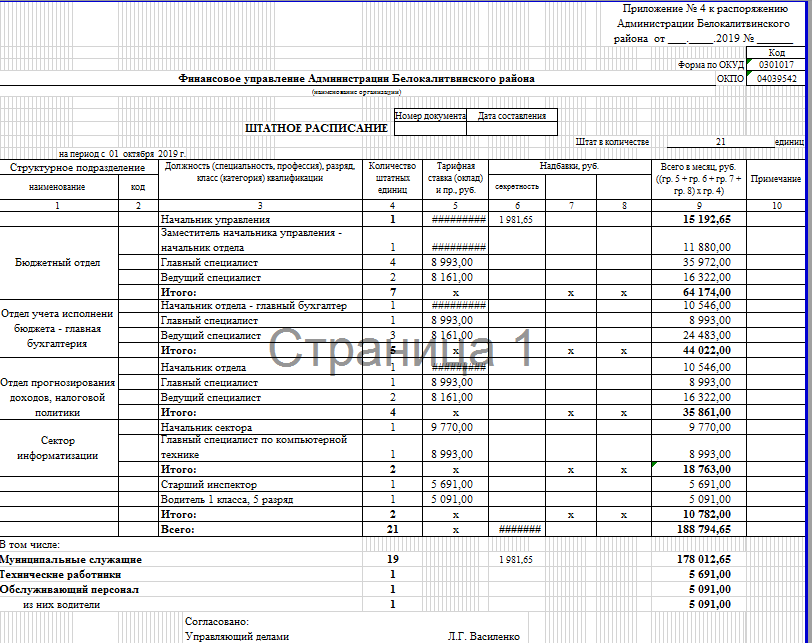 Приложение № 4 к распоряжению
Администрации Белокалитвинского
района от ___.____.2019 № ______
Код
Форма по ОКУД 0301017
Финансовое управление Администрации Белокалитвинского района ОКПО 04039542
(наименование организации)
Номер документа Дата составления
ШТАТНОЕ РАСПИСАНИЕ
Штат в количестве 21 единиц
на период с 01 октября 2019 г.
Структурное подразделение Должность (специальность, профессия), разряд, класс (категория) квалификации Количество штатных единиц Тарифная ставка (оклад) и пр., руб. Надбавки, руб. Всего в месяц, руб. ((гр. 5 + гр. 6 + гр. 7 + гр. 8) х гр. 4) Примечание
наименование код секретность
1 2 3 4 5 6 7 8 9 10
Начальник управления 1 ######### 1 981,65 15 192,65
Бюджетный отдел
Заместитель начальника управления -
начальник отдела 1 ######### 11 880,00
Главный специалист 4 8 993,00 35 972,00
Ведущий специалист 2 8 161,00 16 322,00
Итого: 7 х х х 64 174,00
Отдел учета исполнени
бюджета - главная
бухгалтерия
Начальник отдела - главный бухгалтер 1 ######### 10 546,00
Главный специалист 1 8 993,00 8 993,00
Ведущий специалист 3 8 161,00 24 483,00
Итого: 5 х х х 44 022,00
Страница 1
Отдел прогнозирования
доходов, налоговой
политики
Начальник отдела 1 ######### 10 546,00
Главный специалист 1 8 993,00 8 993,00
Ведущий специалист 2 8 161,00 16 322,00
Итого: 4 х х х 35 861,00
Сектор
информатизации
Начальник сектора 1 9 770,00 9 770,00
Главный специалист по компьютерной
технике 1 8 993,00 8 993,00
Итого: 2 х х х 18 763,00
Старший инспектор 1 5 691,00 5 691,00
Водитель 1 класса, 5 разряд 1 5 091,00 5 091,00
Итого: 2 х х х 10 782,00
Всего: 21 х ####### 188 794,65
В том числе:
Муниципальные служащие 19 1 981,65 178 012,65
Технические работники 1 5 691,00
Обслуживающий персонал 1 5 091,00
из них водители 1 5 091,00
Согласовано:
Управляющий делами Л.Г. Василенко